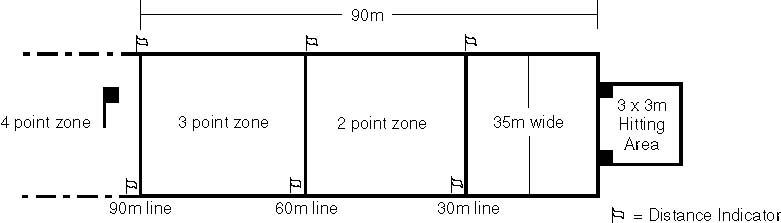 90m
4 point zone
3 point zone
2 point zone
35m wide
3 x 3m
Hitting
Area
90m line
60m line
30m line
= Distance Indicator